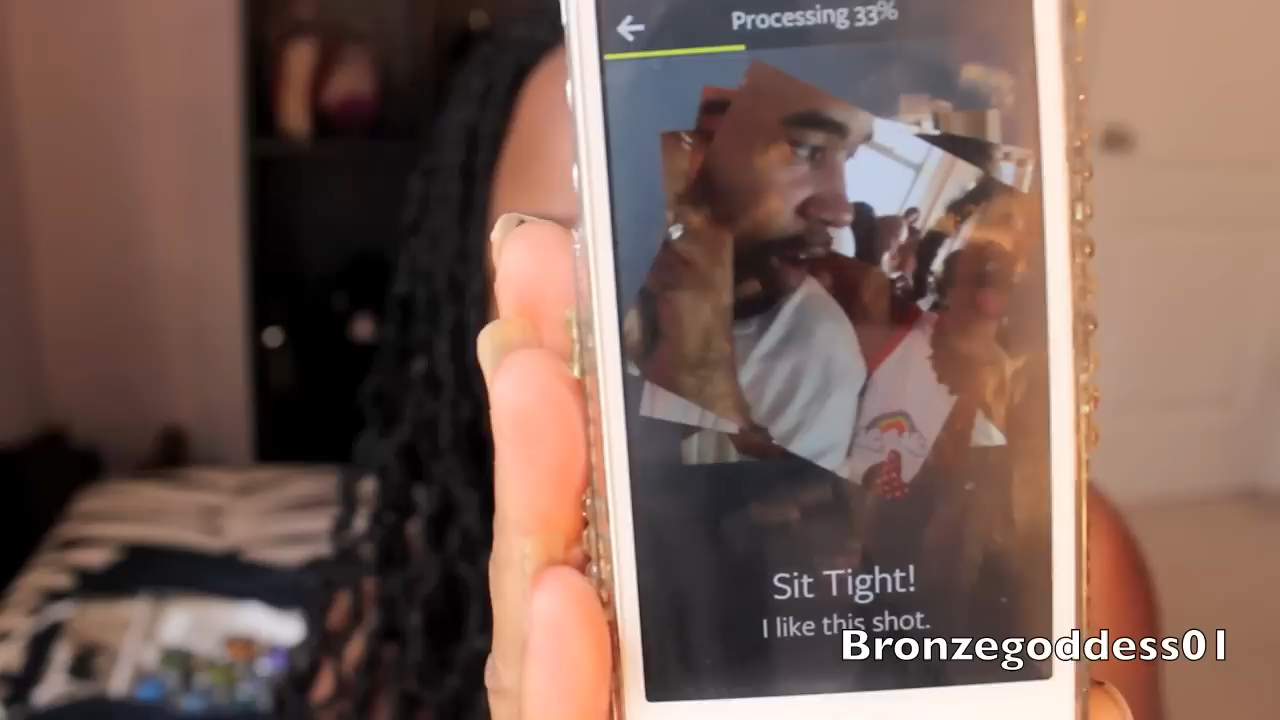 Processing 33%
Sit Tight!
I like this shot.
Bronzegoddess01